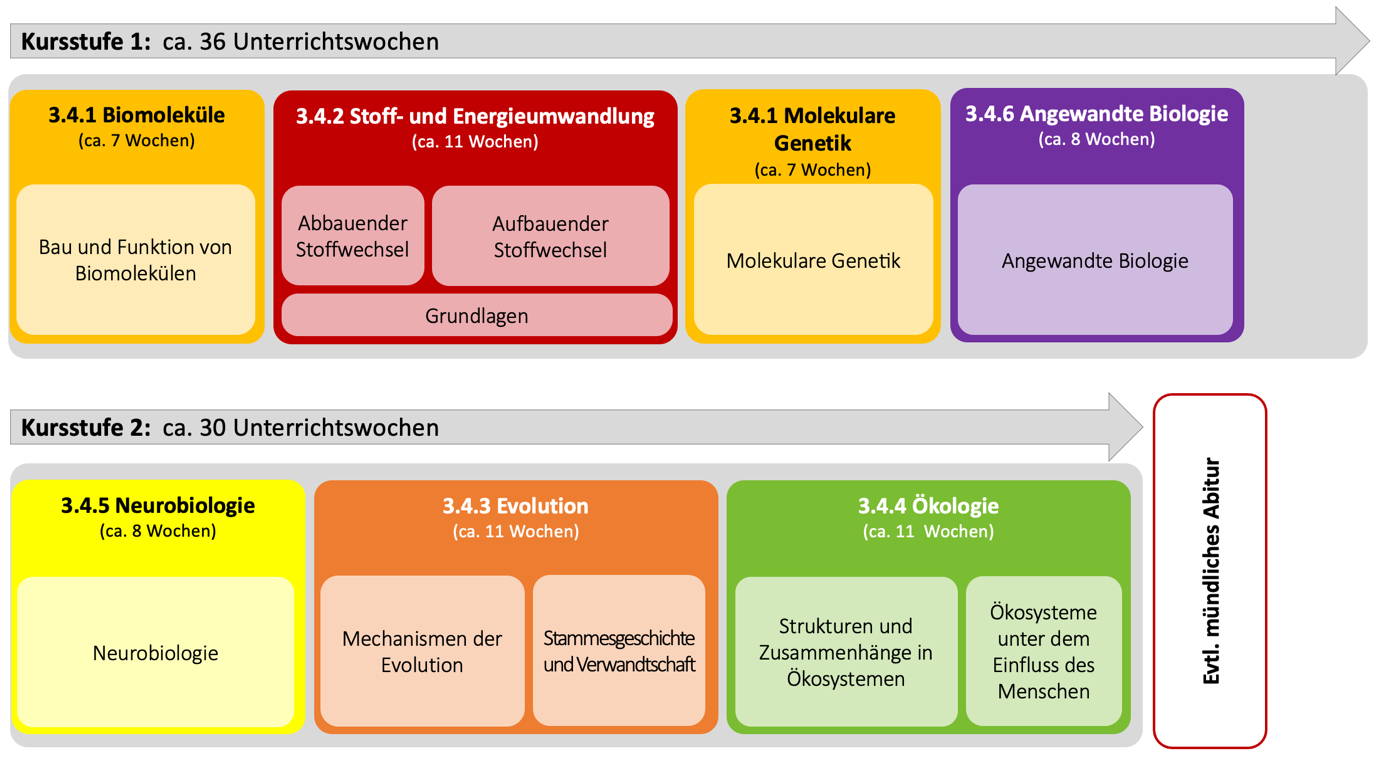 Kursstufe 1: ca. 36 Unterrichtswochen
3.4.1 Biomoleküle
(ca. 7 Wochen)
Bau und Funktion von
Biomolekülen
3.4.2 Stoff- und Energieumwandlung
(ca. 11 Wochen)
Abbauender
Stoffwechsel
Aufbauender
Stoffwechsel
Grundlagen
3.4.1 Molekulare
Genetik
(ca. 7 Wochen)
Molekulare Genetik
3.4.6 Angewandte Biologie
(ca. 8 Wochen)
Angewandte Biologie
Kursstufe 2: ca. 30 Unterrichtswochen
3.4.5 Neurobiologie
(ca. 8 Wochen)
Neurobiologie
3.4.3 Evolution
(ca. 11 Wochen)
Mechanismen der
Evolution
Stammesgeschichte
und Verwandtschaft
3.4.4 Ökologie
(ca. 11 Wochen)
Strukturen und
Zusammenhänge in
Ökosystemen
Ökosysteme
unter dem
Einfluss des
Menschen
Evtl. mündliches Abitur